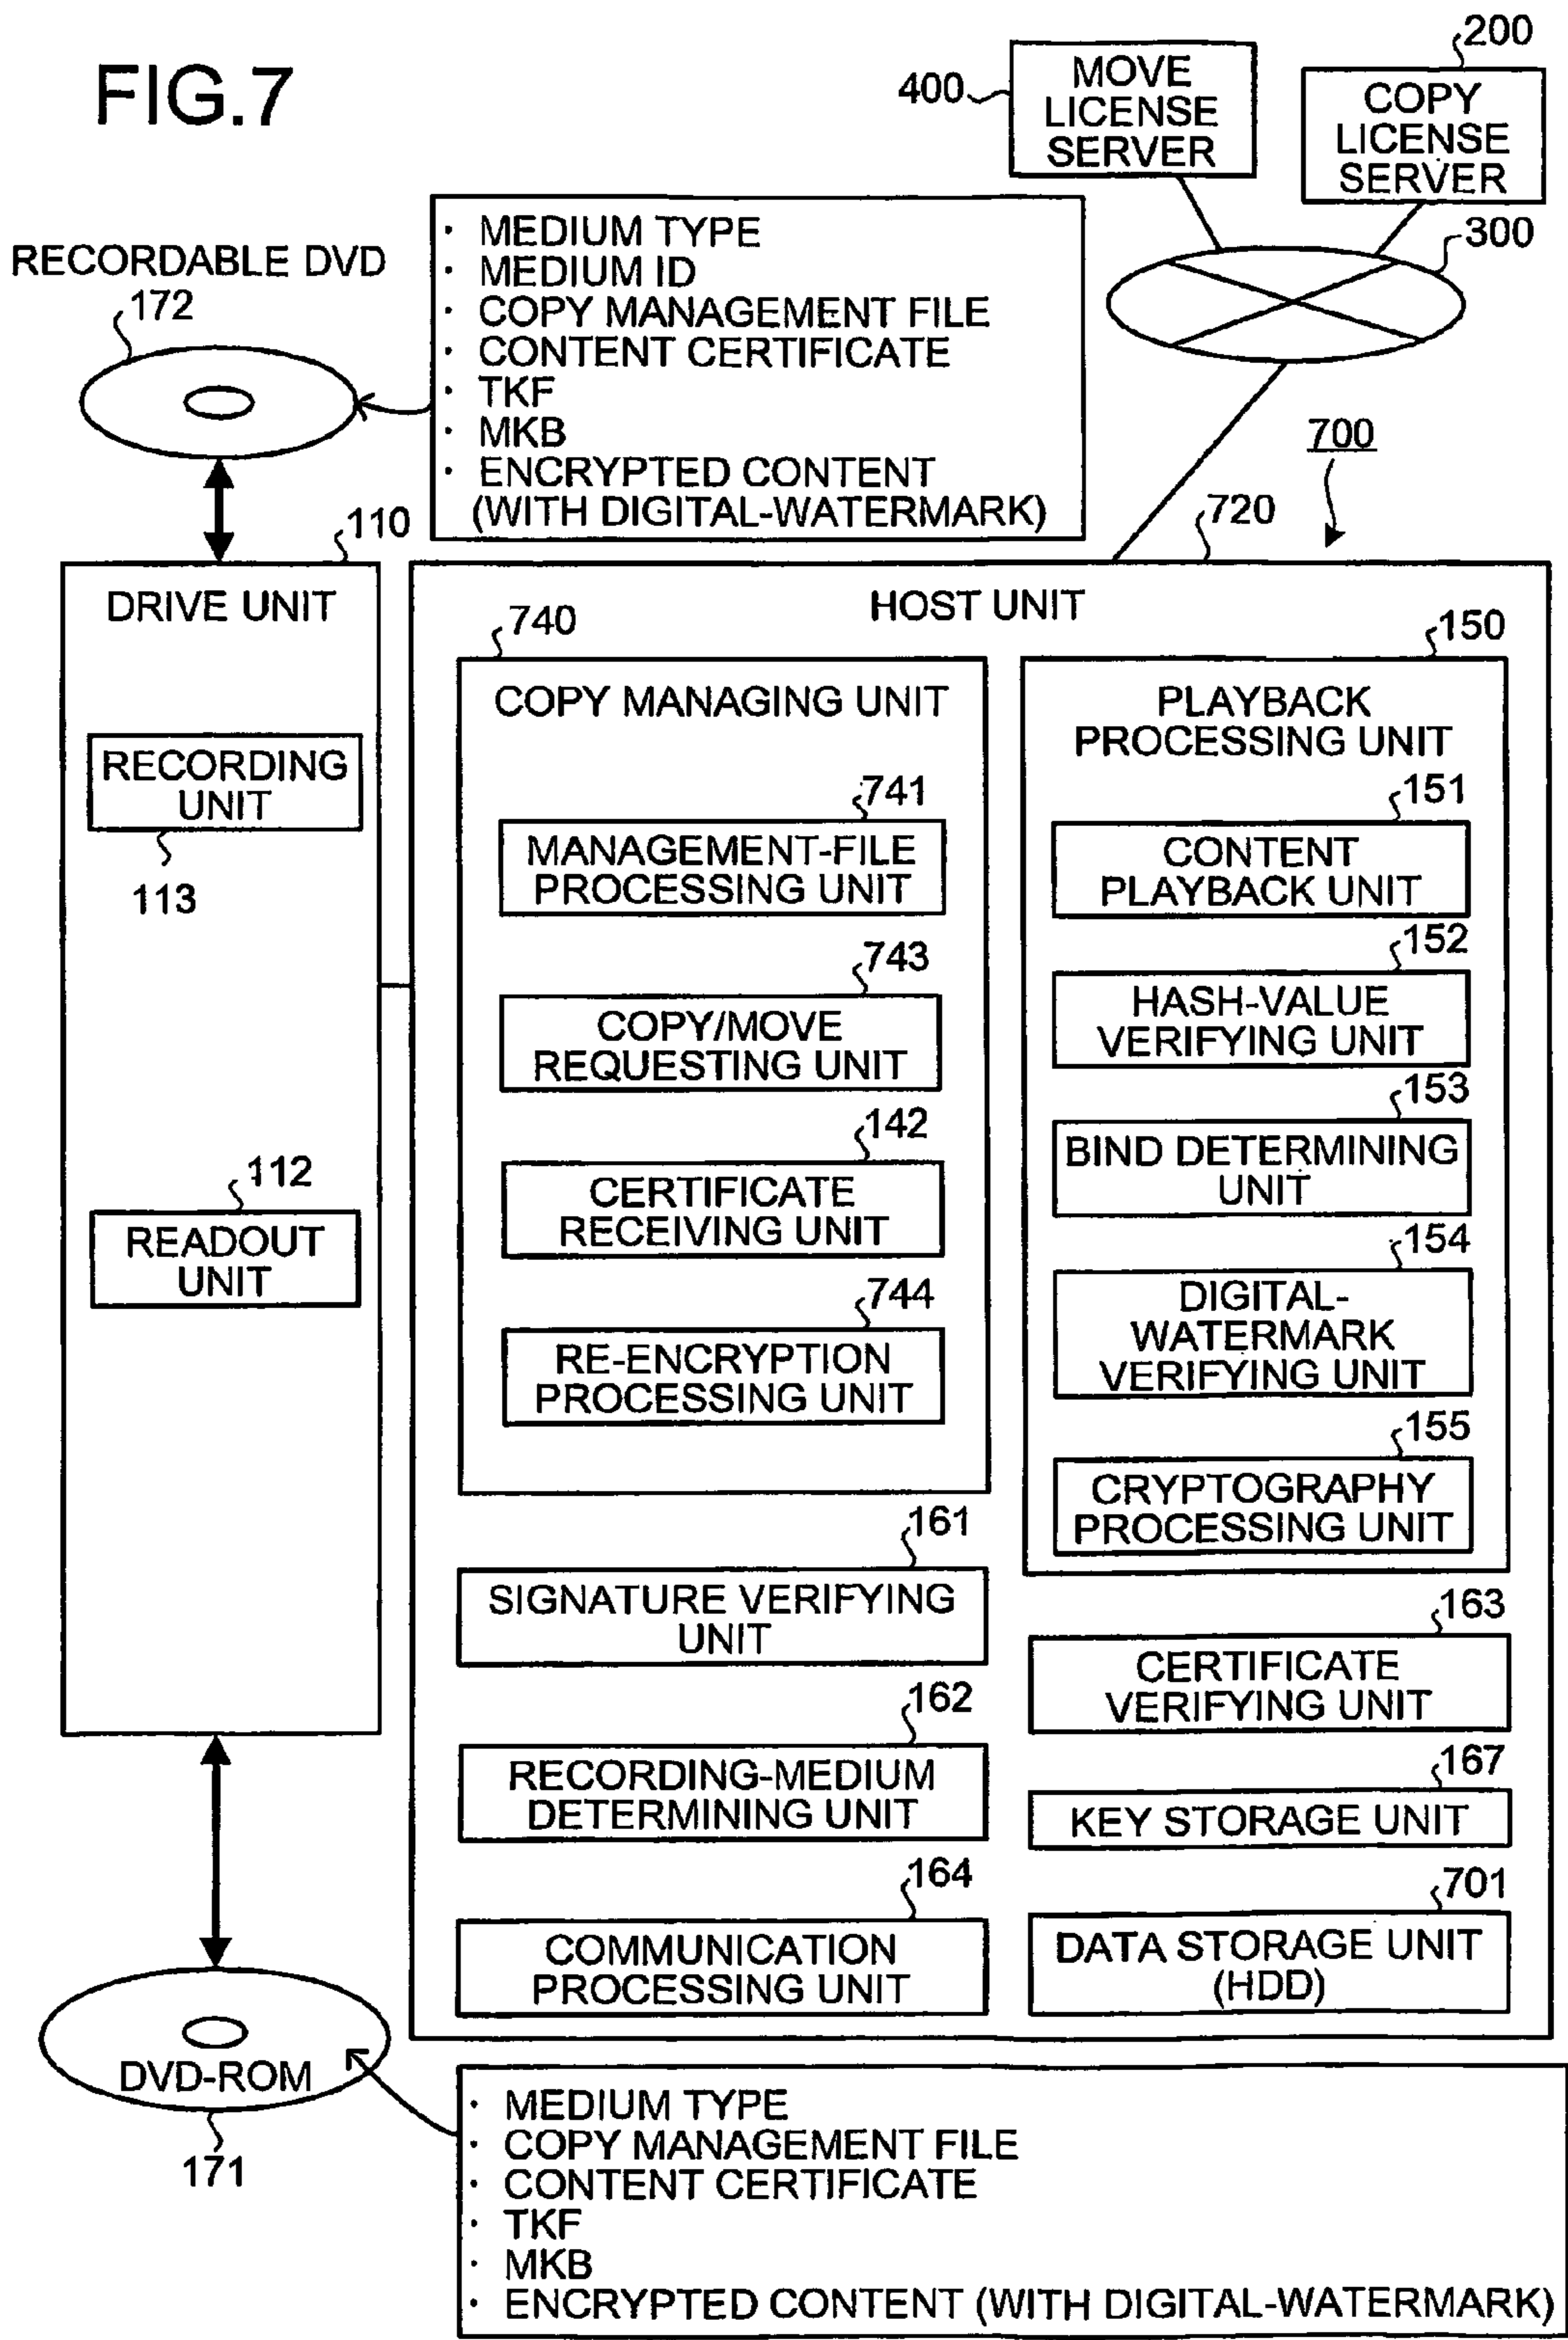 FIG.7
400
MOVE
LICENSE
SERVER
200
COPY
LICENSE
SERVER
300
RECORDABLE DVD
172
· MEDIUM TYPE
· MEDIUM ID
· COPY MANAGEMENT FILE
· CONTENT CERTIFICATE
· TKF
· MKB
· ENCRYPTED CONTENT
(WITH DIGITAL-WATERMARK)
700
720
110
DRIVE UNIT
RECORDING
UNIT
113
112
READOUT
UNIT
HOST UNIT
740
COPY MANAGING UNIT
741
MANAGEMENT-FILE
PROCESSING UNIT
743
COPY/MOVE
REQUESTING UNIT
142
CERTIFICATE
RECEIVING UNIT
744
RE-ENCRYPTION
PROCESSING UNIT
150
PLAYBACK
PROCESSING UNIT
151
CONTENT
PLAYBACK UNIT
152
HASH-VALUE
VERIFYING UNIT
153
BIND DETERMINING
UNIT
154
DIGITAL-
WATERMARK
VERIFYING UNIT
155
CRYPTOGRAPHY
PROCESSING UNIT
161
SIGNATURE VERIFYING
UNIT
163
CERTIFICATE
VERIFYING UNIT
162
RECORDING-MEDIUM
DETERMINING UNIT
167
KEY STORAGE UNIT
164
COMMUNICATION
PROCESSING UNIT
701
DATA STORAGE UNIT
(HDD)
DVD-ROM
171
· MEDIUM TYPE
· COPY MANAGEMENT FILE
· CONTENT CERTIFICATE
· TKF
· MKB
· ENCRYPTED CONTENT (WITH DIGITAL-WATERMARK)